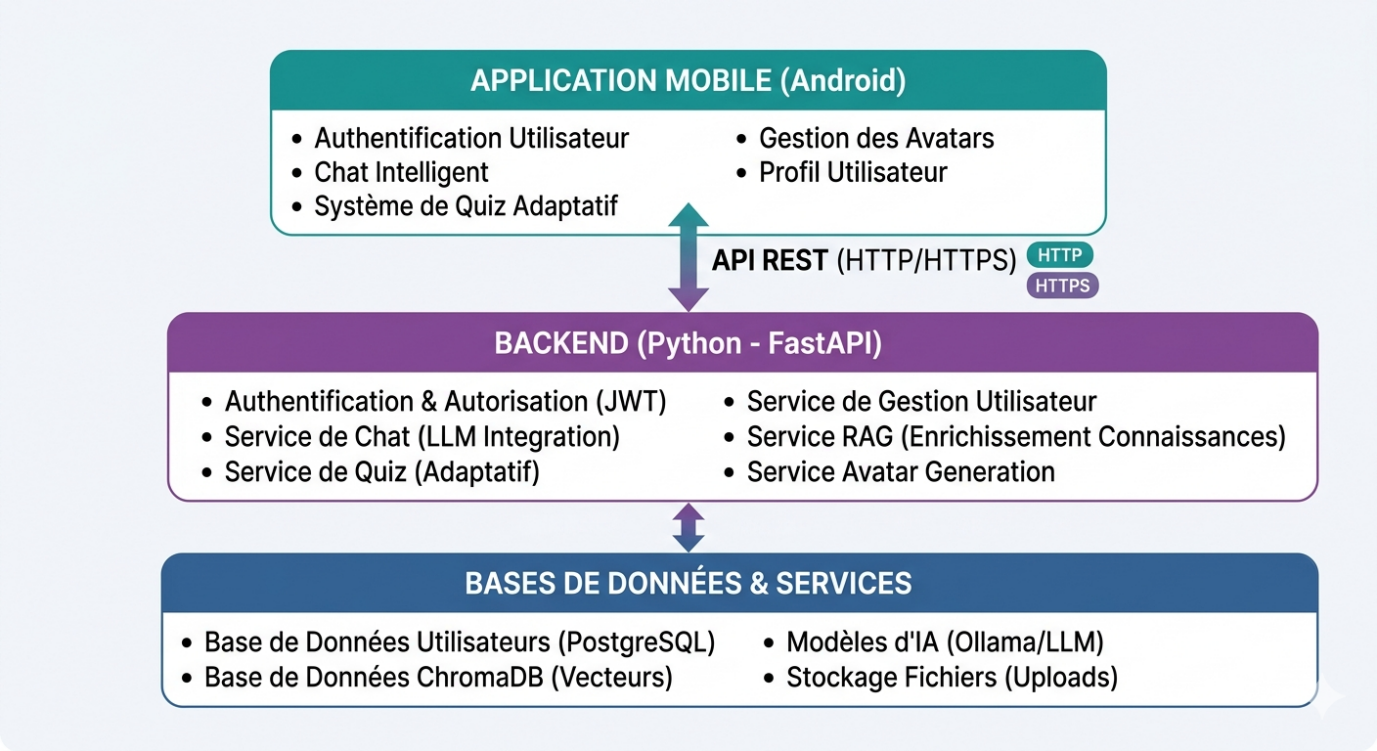 APPLICATION MOBILE (Android)
• Authentification Utilisateur
• Chat Intelligent
• Système de Quiz Adaptatif
• Gestion des Avatars
• Profil Utilisateur
API REST (HTTP/HTTPS)
HTTP
HTTPS
BACKEND (Python - FastAPI)
• Authentification & Autorisation (JWT)
• Service de Chat (LLM Integration)
• Service de Quiz (Adaptatif)
• Service de Gestion Utilisateur
• Service RAG (Enrichissement Connaissances)
• Service Avatar Generation
BASES DE DONNÉES & SERVICES
• Base de Données Utilisateurs (PostgreSQL)
• Base de Données ChromaDB (Vecteurs)
• Modèles d'IA (Ollama/LLM)
• Stockage Fichiers (Uploads)